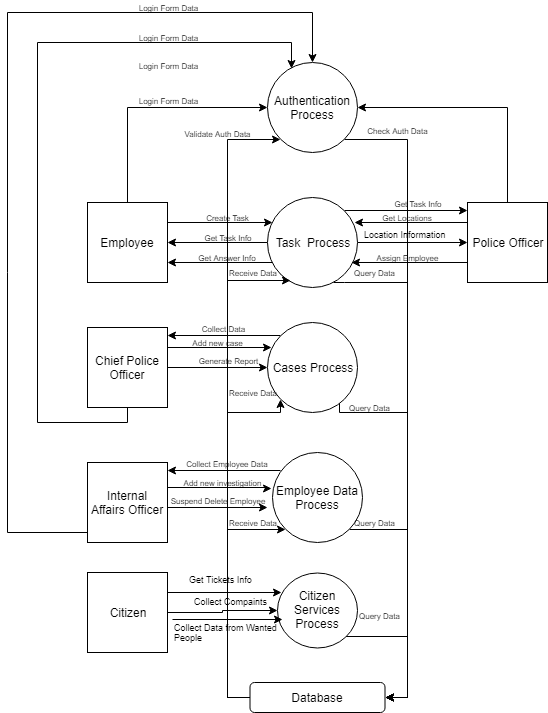 Login Form Data
Login Form Data
Login Form Data
Login Form Data
Authentication
Process
Validate Auth Data
Check Auth Data
Employee
Create Task
Get Task Info
Get Answer Info
Receive Data
Task Process
Get Task Info
Get Locations
Location Information
Assign Employee
Query Data
Police Officer
Chief Police
Officer
Collect Data
Add new case
Generate Report
Receive Data
Cases Process
Query Data
Internal
Affairs Officer
Collect Employee Data
Add new investigation
Suspend Delete Employee
Receive Data
Employee Data
Process
Query Data
Citizen
Get Tickets Info
Collect Compaints
Collect Data from Wanted
People
Citizen
Services
Process
Query Data
Database